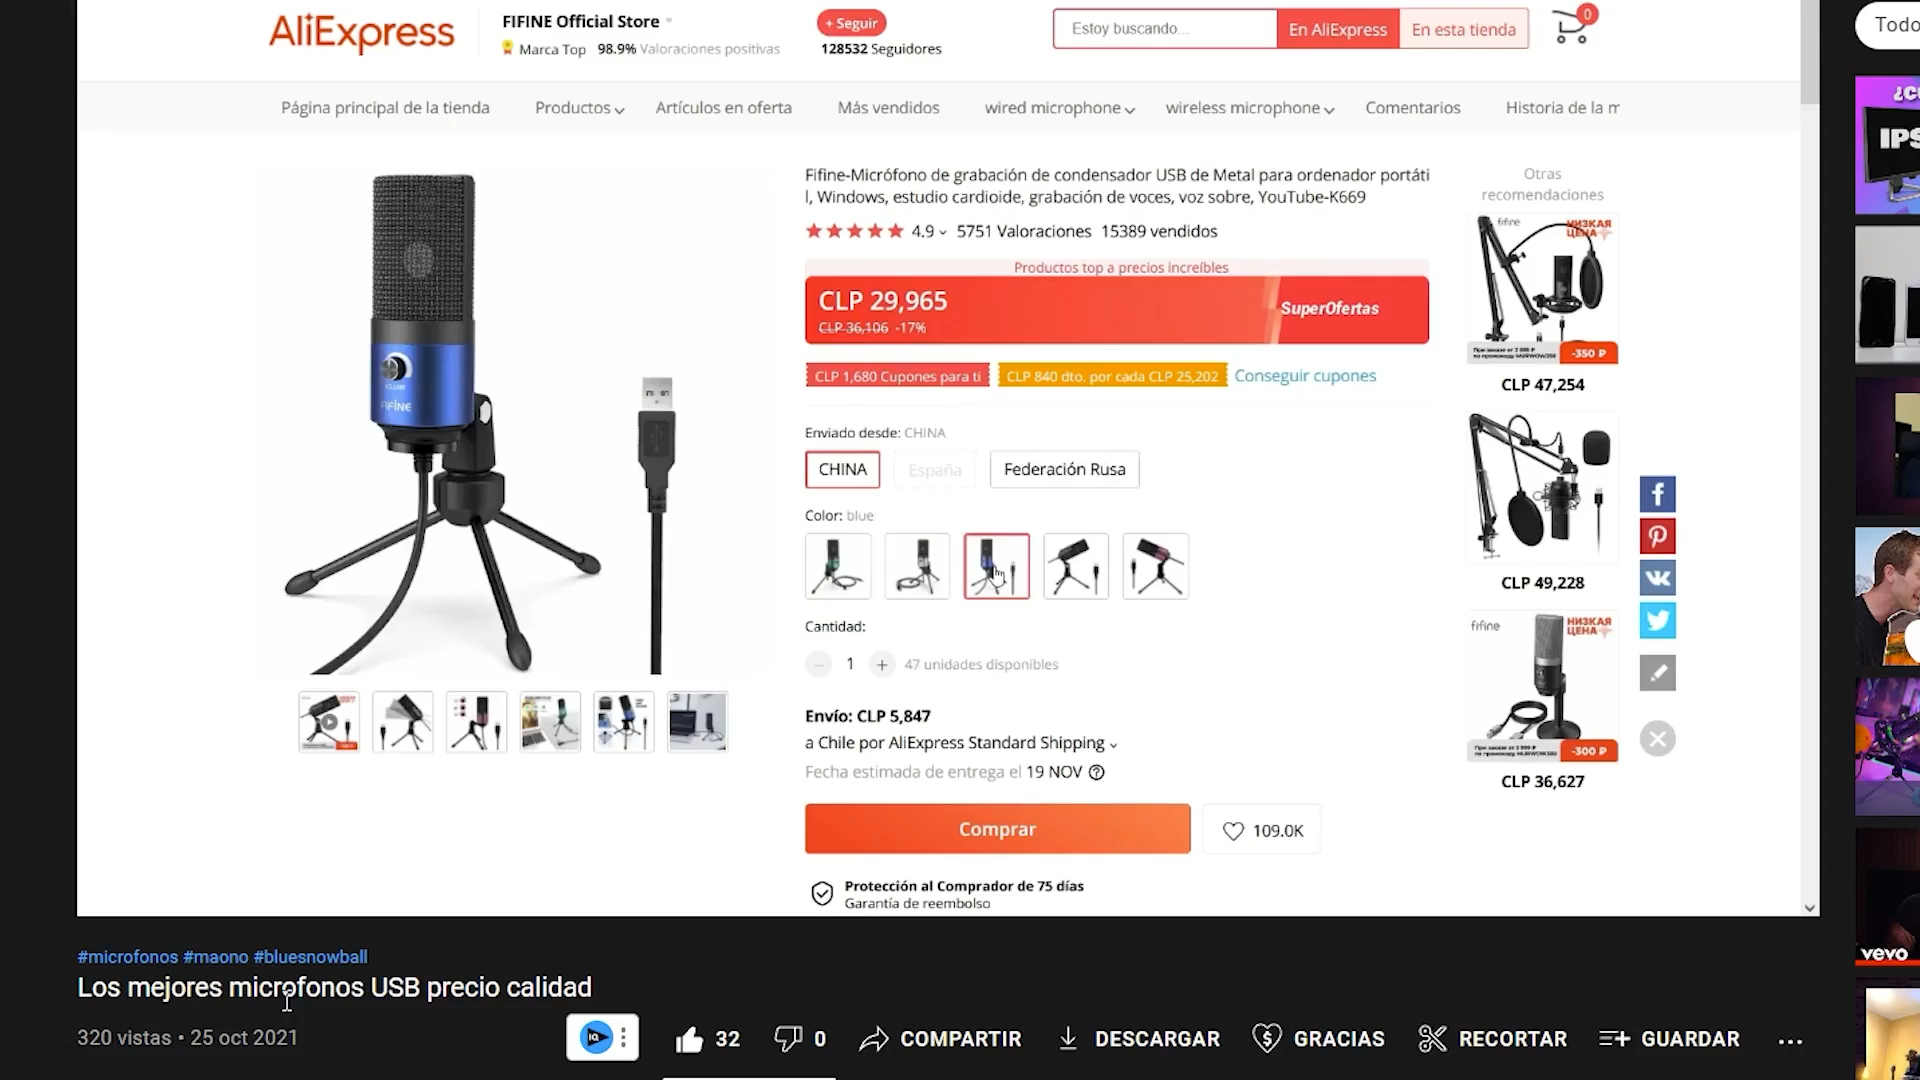 AliExpress
FIFINE Official Store
Marca Top 98.9% Valoraciones positivas
+ Seguir
128532 Seguidores
Estoy buscando...
En AliExpress
En esta tienda
0
Todo
Página principal de la tienda
Productos
Artículos en oferta
Más vendidos
wired microphone
wireless microphone
Comentarios
Historia de la m
¿CU
IPS
FIFINE
Fifine-Micrófono de grabación de condensador USB de Metal para ordenador portáti
l, Windows, estudio cardioide, grabación de voces, voz sobre, YouTube-K669
4.9 5751 Valoraciones 15389 vendidos
Productos top a precios increíbles
CLP 29,965
CLP 36,106 -17%
SuperOfertas
CLP 1,680 Cupones para ti
CLP 840 dto. por cada CLP 25,202
Conseguir cupones
Enviado desde: CHINA
CHINA
España
Federación Rusa
Color: blue
Cantidad:
1
47 unidades disponibles
Envío: CLP 5,847
a Chile por AliExpress Standard Shipping
Fecha estimada de entrega el 19 NOV
Comprar
109.0K
Protección al Comprador de 75 días
Garantía de reembolso
Otras
recomendaciones
fifine
НИЗКАЯ
ЦЕНА
-350 ₽
CLP 47,254
CLP 49,228
fifine
НИЗКАЯ
ЦЕНА
-300 ₽
CLP 36,627
vevo
#microfonos #maono #bluesnowball
Los mejores microfonos USB precio calidad
320 vistas • 25 oct 2021
IQ
32
0
COMPARTIR
DESCARGAR
GRACIAS
RECORTAR
GUARDAR